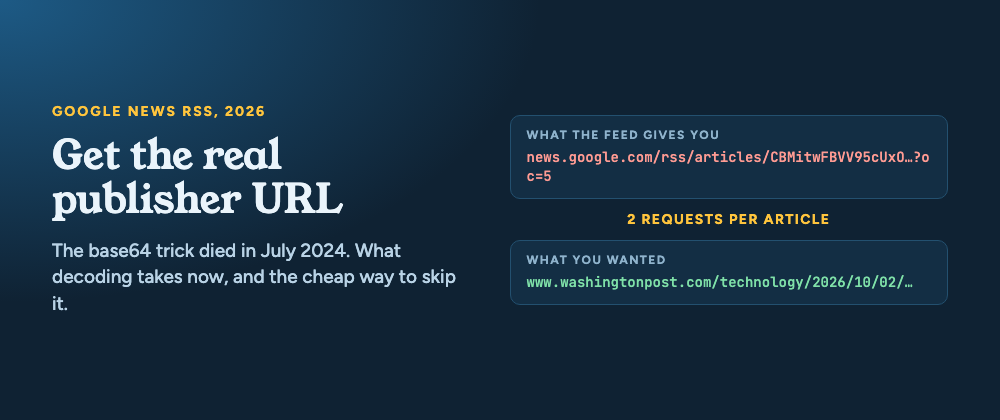 GOOGLE NEWS RSS, 2026
Get the real
publisher URL
The base64 trick died in July 2024. What
decoding takes now, and the cheap way to skip
it.
WHAT THE FEED GIVES YOU
news.google.com/rss/articles/CBMitwFBVV95cUxO…?o
c=5
2 REQUESTS PER ARTICLE
WHAT YOU WANTED
www.washingtonpost.com/technology/2026/10/02/…